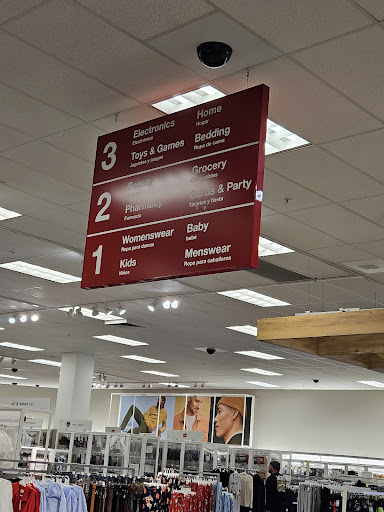 3
Electronics
Electrónica
Home
Hogar
Toys & Games
Juguetes y juegos
Bedding
Ropa de cama
2
Grocery
Pharmacy
Farmacia
Cards & Party
Tarjetas y fiesta
1
Womenswear
Ropa para damas
Baby
bebé
Kids
Niños
Menswear
Ropa para caballeros